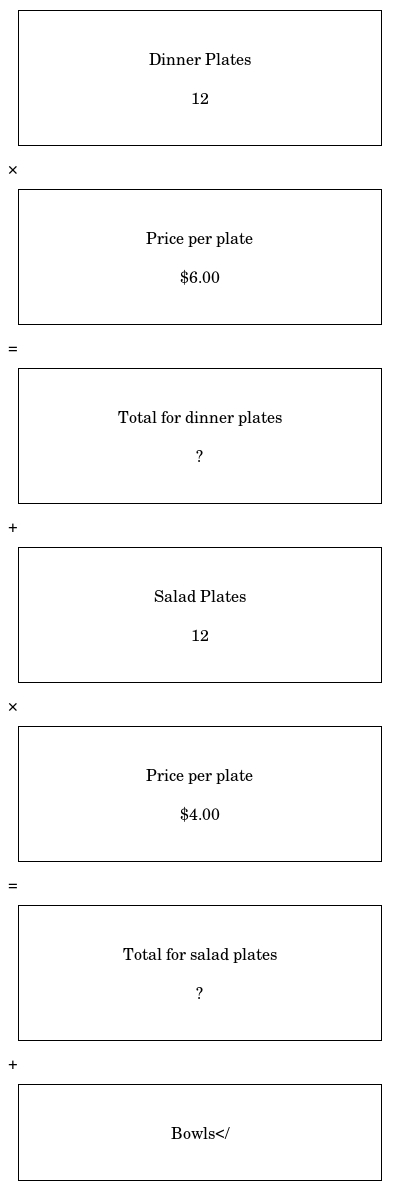 Dinner Plates
12
×
Price per plate
$6.00
=
Total for dinner plates
?
+
Salad Plates
12
×
Price per plate
$4.00
=
Total for salad plates
?
+
Bowls</